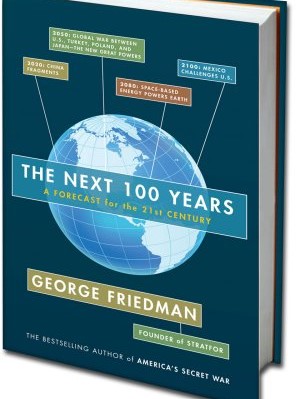 2050: GLOBAL WAR BETWEEN
U.S., TURKEY, POLAND, AND
JAPAN—THE NEW GREAT POWERS
2020: CHINA
FRAGMENTS
2080: SPACE-BASED
ENERGY POWERS EARTH
2100: MEXICO
CHALLENGES U.S.
THE NEXT 100 YEARS
A FORECAST for the 21ST CENTURY
GEORGE FRIEDMAN
FOUNDER of STRATFOR
THE BESTSELLING AUTHOR of AMERICA'S SECRET WAR